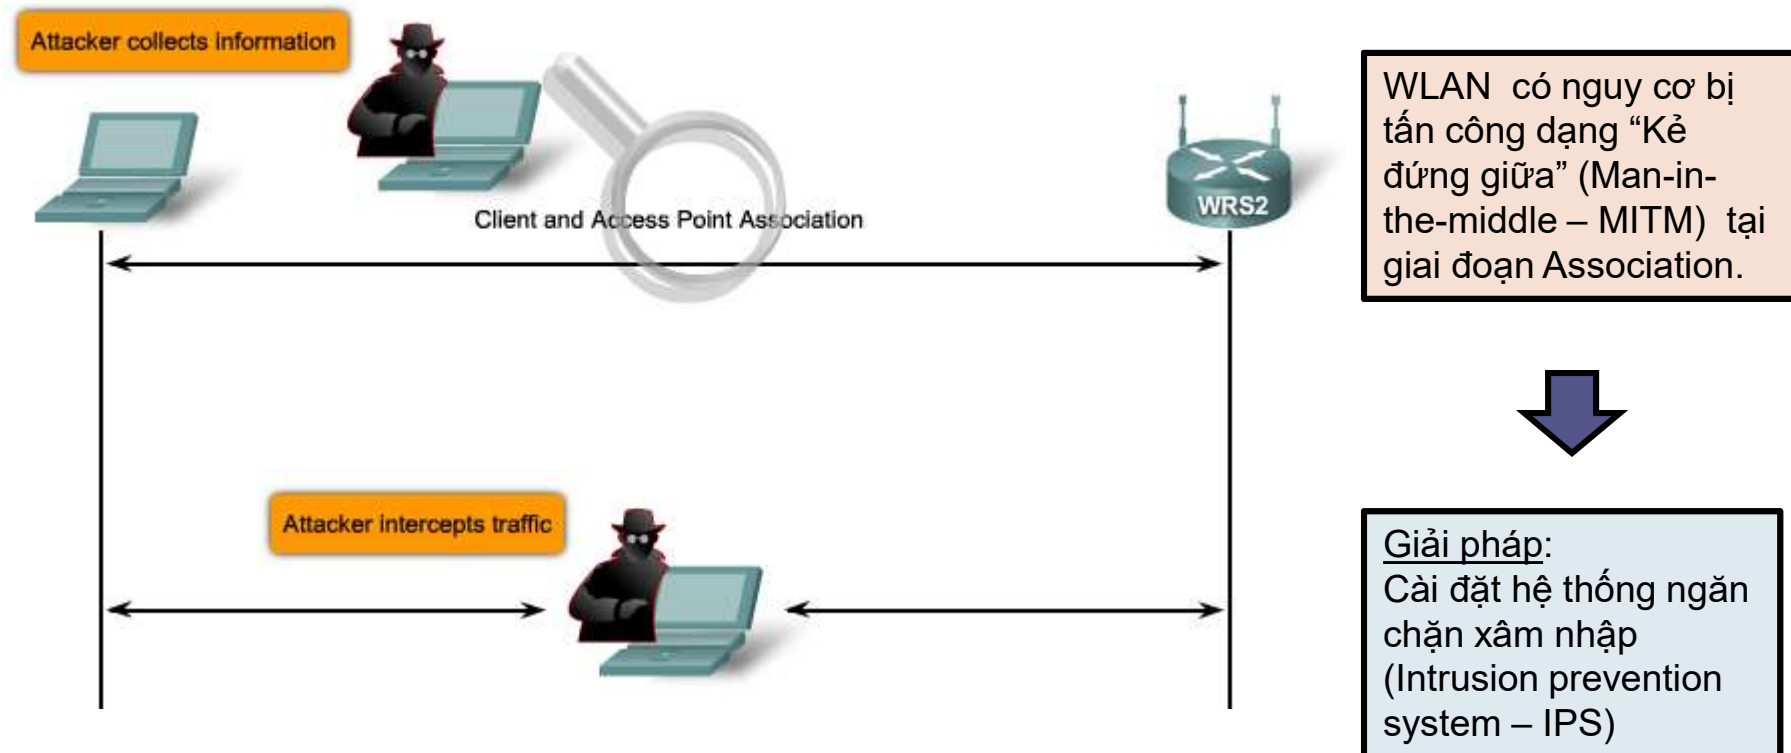 Attacker collects information
Client and Access Point Association
WRS2
Attacker intercepts traffic
WLAN có nguy cơ bị
tấn công dạng “Kẻ
đứng giữa” (Man-in-
the-middle – MITM) tại
giai đoạn Association.
Giải pháp:
Cài đặt hệ thống ngăn
chặn xâm nhập
(Intrusion prevention
system – IPS)